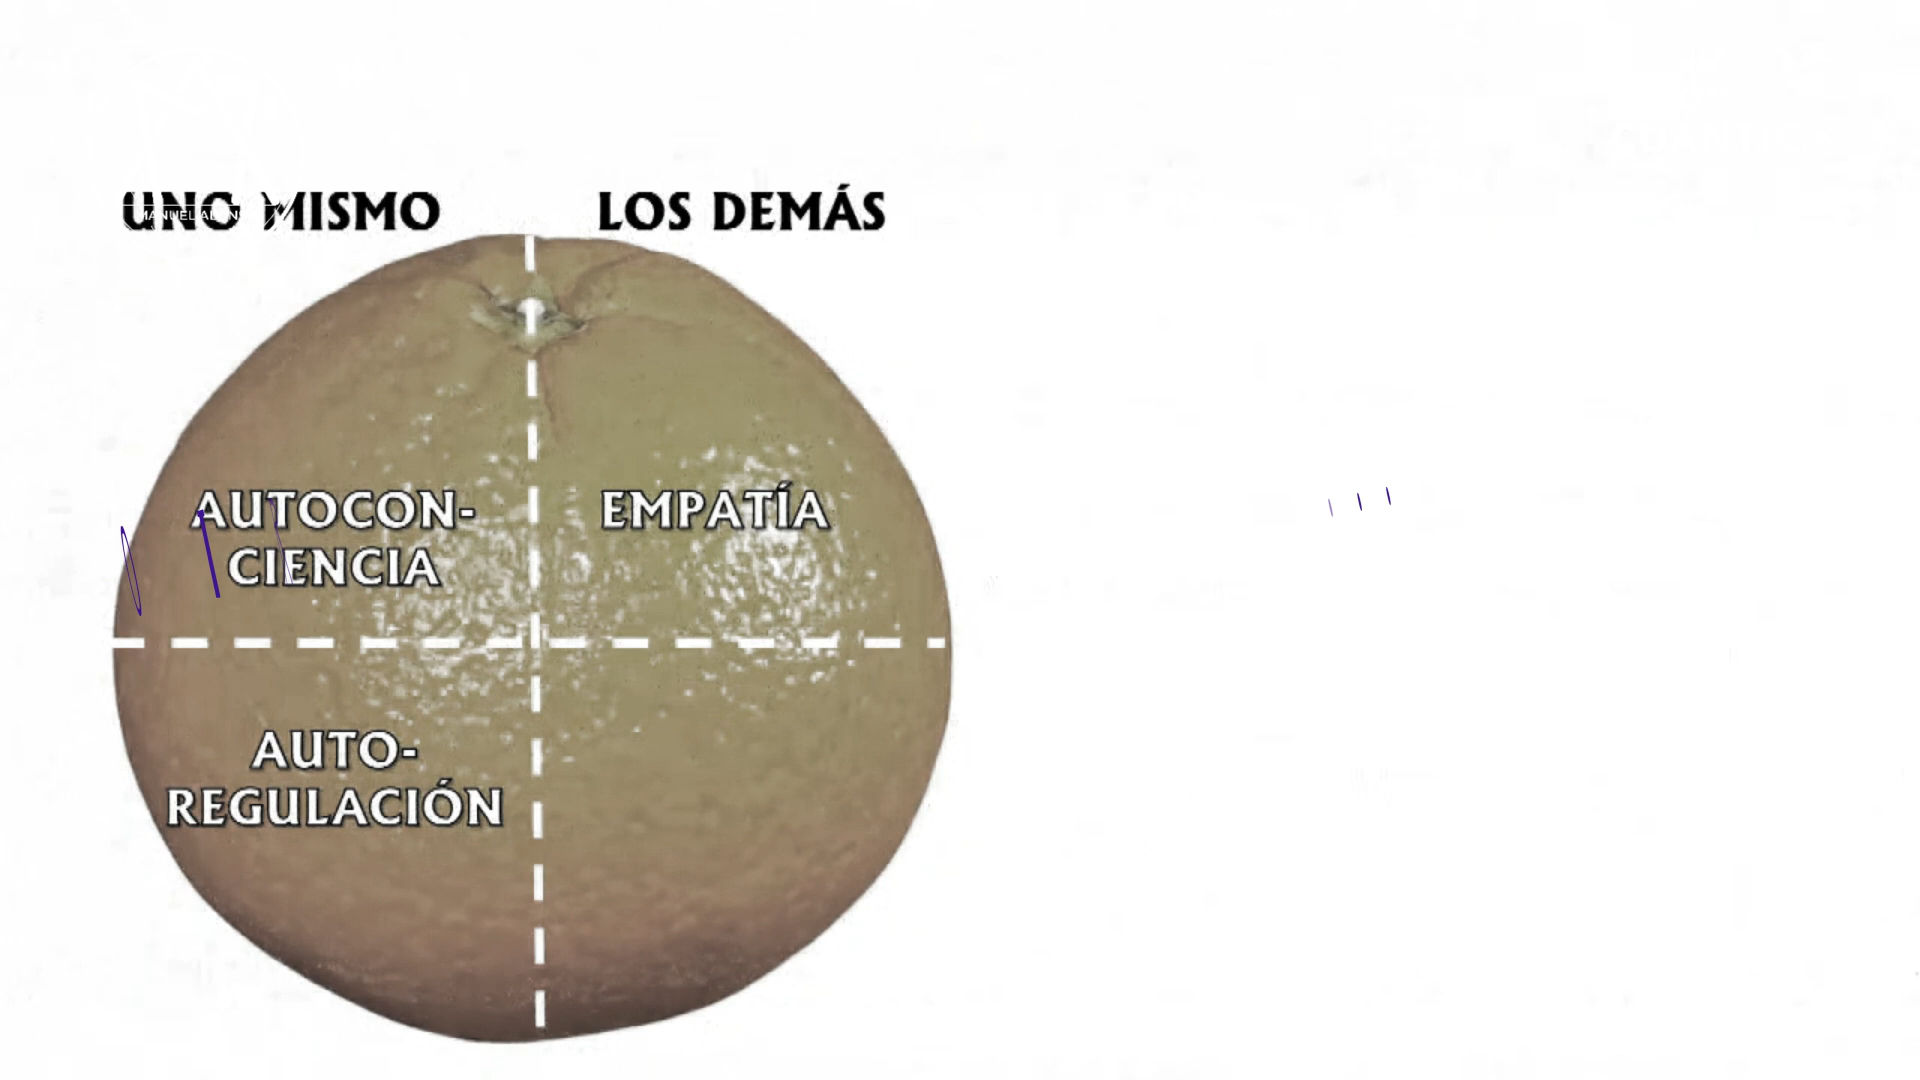 UNO MISMO
LOS DEMÁS
AUTOCON-
CIENCIA
EMPATÍA
AUTO-
REGULACIÓN